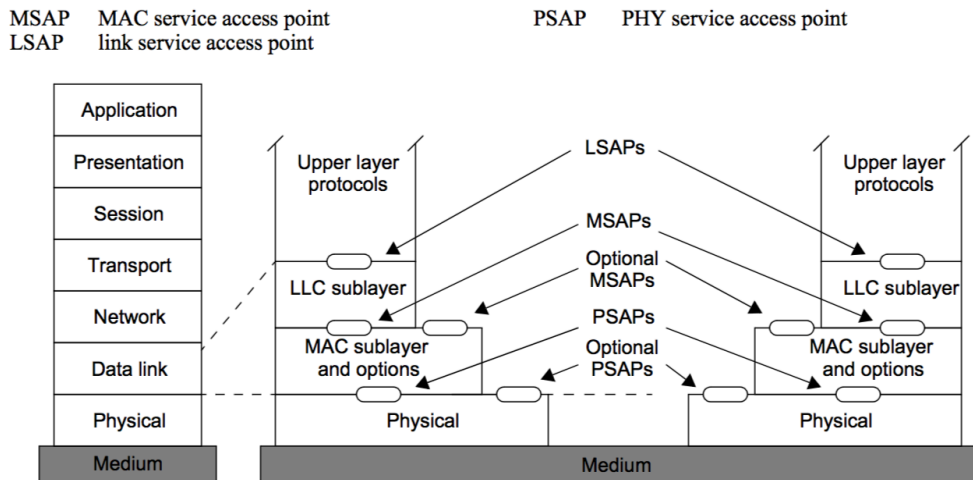 MSAP MAC service access point
PSAP PHY service access point
LSAP link service access point
Application
Presentation
Session
Transport
Network
Data link
Physical
Medium
Upper layer
protocols
LLC sublayer
MAC sublayer
and options
Physical
LSAPs
MSAPs
Optional
MSAPs
PSAPs
Optional
PSAPs
Upper layer
protocols
LLC sublayer
MAC sublayer
and options
Physical
Medium